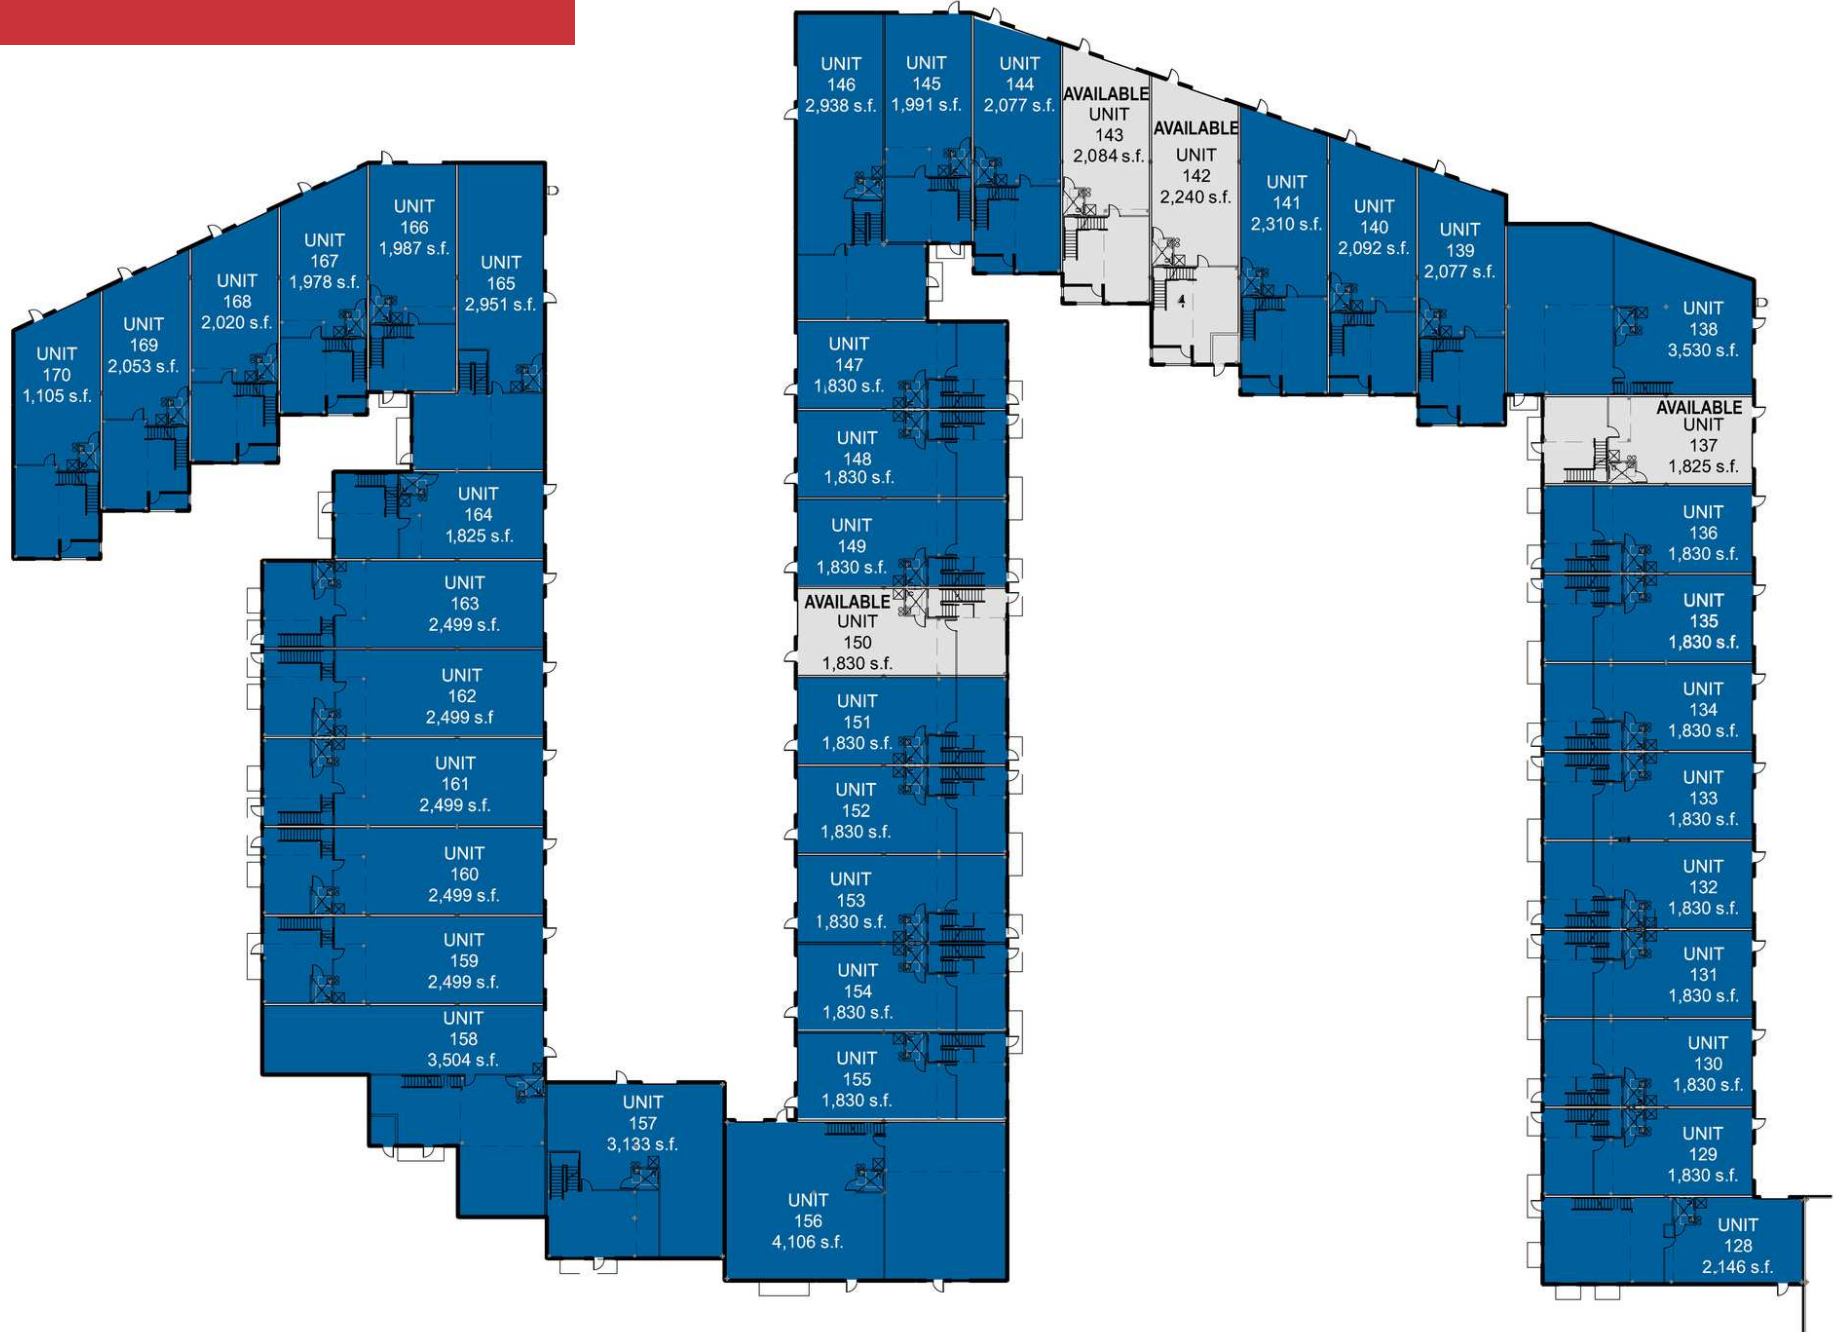 UNIT
146
2,938 s.f.
UNIT
145
1,991 s.f.
UNIT
144
2,077 s.f.
AVAILABLE
UNIT
143
2,084 s.f.
AVAILABLE
UNIT
142
2,240 s.f.
UNIT
141
2,310 s.f.
UNIT
140
2,092 s.f.
UNIT
139
2,077 s.f.
UNIT
138
3,530 s.f.
AVAILABLE
UNIT
137
1,825 s.f.
UNIT
136
1,830 s.f.
UNIT
135
1,830 s.f.
UNIT
134
1,830 s.f.
UNIT
133
1,830 s.f.
UNIT
132
1,830 s.f.
UNIT
131
1,830 s.f.
UNIT
130
1,830 s.f.
UNIT
129
1,830 s.f.
UNIT
128
2,146 s.f.
UNIT
147
1,830 s.f.
UNIT
148
1,830 s.f.
UNIT
149
1,830 s.f.
AVAILABLE
UNIT
150
1,830 s.f.
UNIT
151
1,830 s.f.
UNIT
152
1,830 s.f.
UNIT
153
1,830 s.f.
UNIT
154
1,830 s.f.
UNIT
155
1,830 s.f.
UNIT
156
4,106 s.f.
UNIT
157
3,133 s.f.
UNIT
158
3,504 s.f.
UNIT
159
2,499 s.f.
UNIT
160
2,499 s.f.
UNIT
161
2,499 s.f.
UNIT
162
2,499 s.f
UNIT
163
2,499 s.f.
UNIT
164
1,825 s.f.
UNIT
165
2,951 s.f.
UNIT
166
1,987 s.f.
UNIT
167
1,978 s.f.
UNIT
168
2,020 s.f.
UNIT
169
2,053 s.f.
UNIT
170
1,105 s.f.